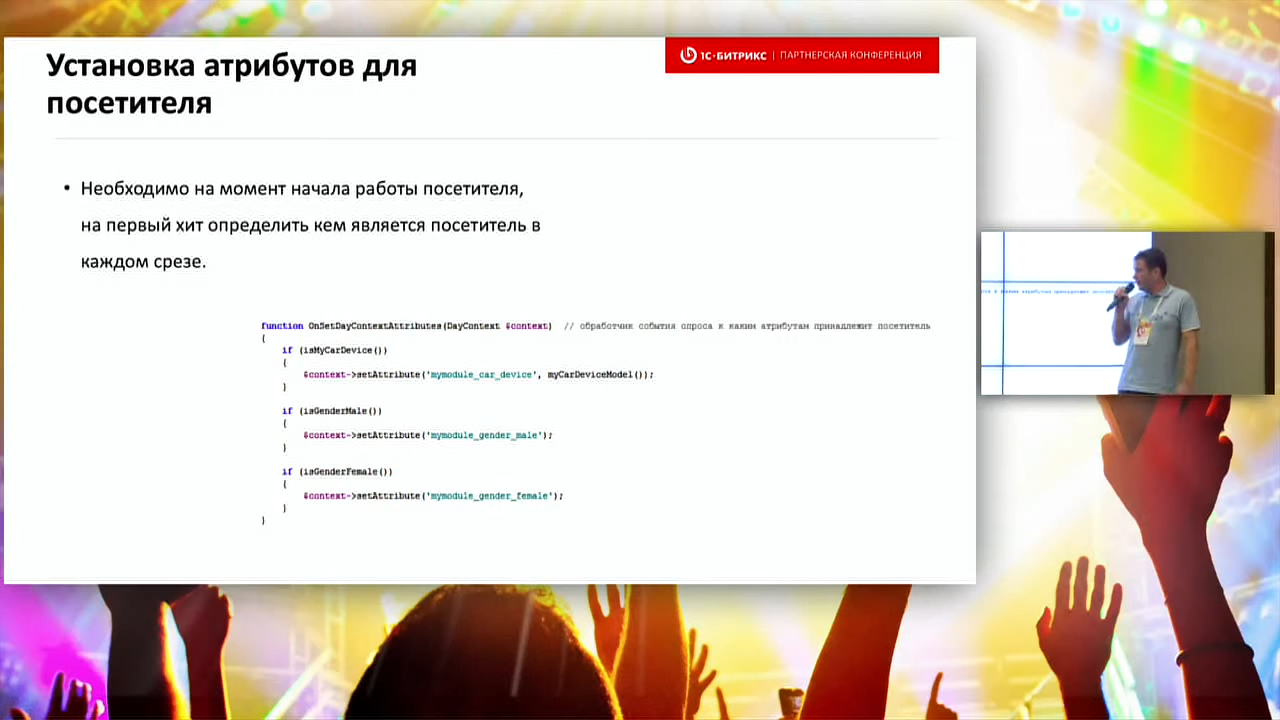 Установка атрибутов для
посетителя
1С·БИТРИКС | ПАРТНЕРСКАЯ КОНФЕРЕНЦИЯ
• Необходимо на момент начала работы посетителя,
на первый хит определить кем является посетитель в
каждом срезе.
function OnSetDayContextAttributes(DayContext $context) // обработчик события опроса к каким атрибутам принадлежит посетитель
{
if (isMyCarDevice())
{
$context->setAttribute('mymodule_car_device', myCarDeviceModel());
}
if (isGenderMale())
{
$context->setAttribute('mymodule_gender_male');
}
if (isGenderFemale())
{
$context->setAttribute('mymodule_gender_female');
}
}